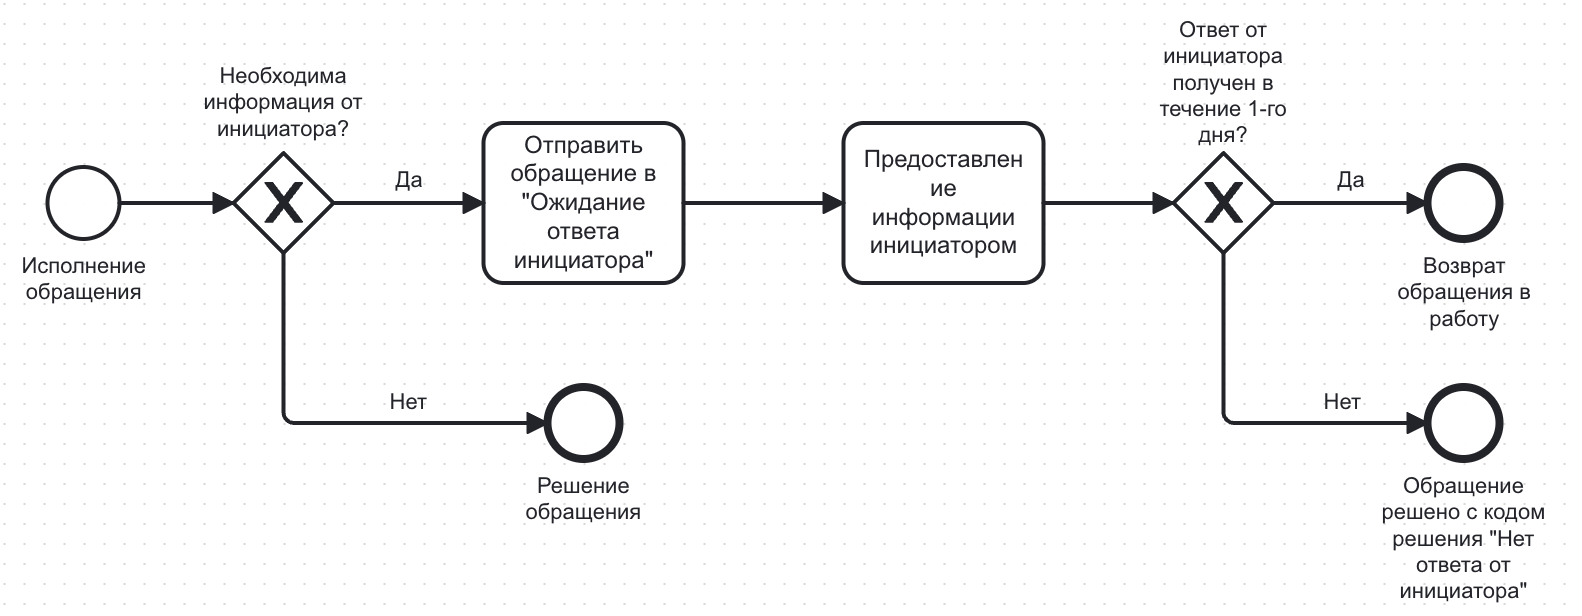 Необходима
информация от
инициатора?
Исполнение
обращения
Да
Отправить
обращение в
"Ожидание
ответа
инициатора"
Нет
Решение
обращения
Предоставлен
ие
информации
инициатором
Ответ от
инициатора
получен в
течение 1-го
дня?
Да
Возврат
обращения в
работу
Нет
Обращение
решено с кодом
решения "Нет
ответа от
инициатора"